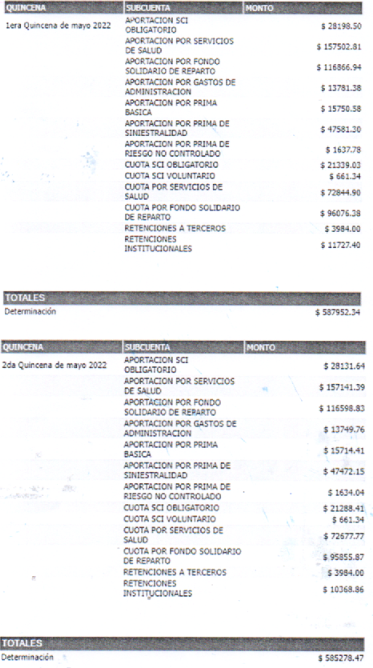 QUINCENA SUBCUENTA MONTO
1era Quincena de mayo 2022 APORTACION SCI
OBLIGATORIO $ 28198.50
APORTACION POR SERVICIOS
DE SALUD $ 157502.81
APORTACION POR FONDO
SOLIDARIO DE REPARTO $ 116866.94
APORTACION POR GASTOS DE
ADMINISTRACION $ 13781.38
APORTACION POR PRIMA
BASICA $ 15750.58
APORTACION POR PRIMA DE
SINIESTRALIDAD $ 47581.30
APORTACION POR PRIMA DE
RIESGO NO CONTROLADO $ 1637.78
CUOTA SCI OBLIGATORIO $ 21339.03
CUOTA SCI VOLUNTARIO $ 661.34
CUOTA POR SERVICIOS DE
SALUD $ 72844.90
CUOTA POR FONDO SOLIDARIO
DE REPARTO $ 96076.38
RETENCIONES A TERCEROS $ 3984.00
RETENCIONES
INSTITUCIONALES $ 11727.40
TOTALES
Determinación $ 587952.34
QUINCENA SUBCUENTA MONTO
2da Quincena de mayo 2022 APORTACION SCI
OBLIGATORIO $ 28131.64
APORTACION POR SERVICIOS
DE SALUD $ 157141.39
APORTACION POR FONDO
SOLIDARIO DE REPARTO $ 116598.83
APORTACION POR GASTOS DE
ADMINISTRACION $ 13749.76
APORTACION POR PRIMA
BASICA $ 15714.41
APORTACION POR PRIMA DE
SINIESTRALIDAD $ 47472.15
APORTACION POR PRIMA DE
RIESGO NO CONTROLADO $ 1634.04
CUOTA SCI OBLIGATORIO $ 21288.41
CUOTA SCI VOLUNTARIO $ 661.34
CUOTA POR SERVICIOS DE
SALUD $ 72677.77
CUOTA POR FONDO SOLIDARIO
DE REPARTO $ 95855.87
RETENCIONES A TERCEROS $ 3984.00
RETENCIONES
INSTITUCIONALES $ 10368.86
TOTALES
Determinación $ 585278.47